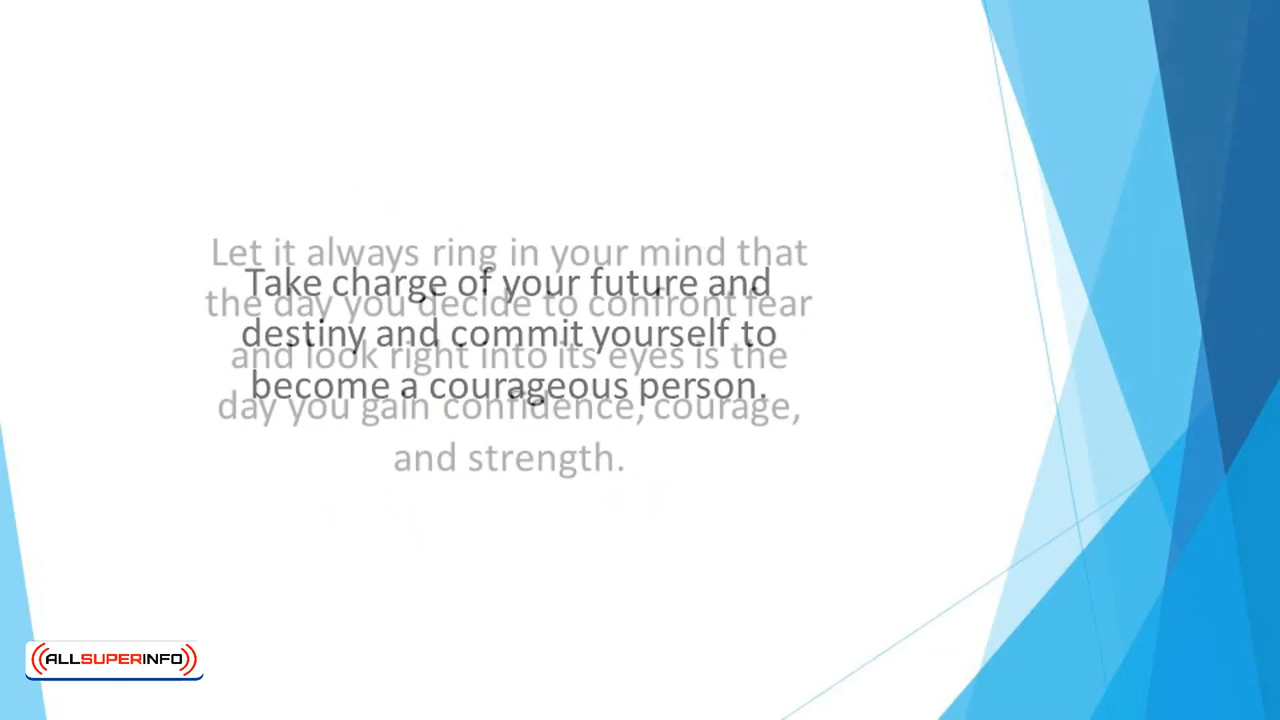 Let it always ring in your mind that
the day you decide to confront fear
and look right into its eyes is the
day you gain confidence, courage,
and strength.
Take charge of your future and
destiny and commit yourself to
become a courageous person.
ALLSUPERINFO